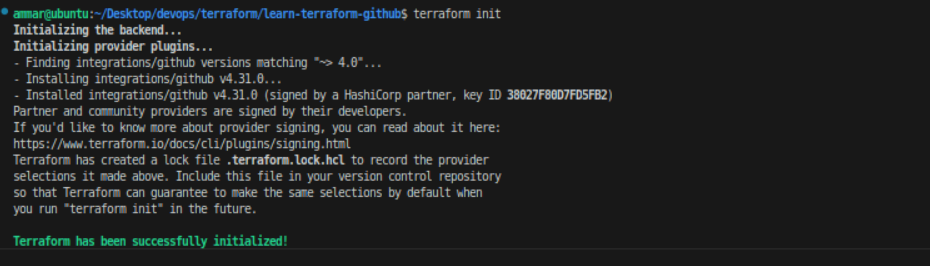 ammar@ubuntu:~/Desktop/devops/terraform/learn-terraform-github$ terraform init
Initializing the backend...
Initializing provider plugins...
- Finding integrations/github versions matching "~> 4.0"...
- Installing integrations/github v4.31.0...
- Installed integrations/github v4.31.0 (signed by a HashiCorp partner, key ID 38027F80D7FD5FB2)
Partner and community providers are signed by their developers.
If you'd like to know more about provider signing, you can read about it here:
https://www.terraform.io/docs/cli/plugins/signing.html
Terraform has created a lock file .terraform.lock.hcl to record the provider
selections it made above. Include this file in your version control repository
so that Terraform can guarantee to make the same selections by default when
you run "terraform init" in the future.
Terraform has been successfully initialized!